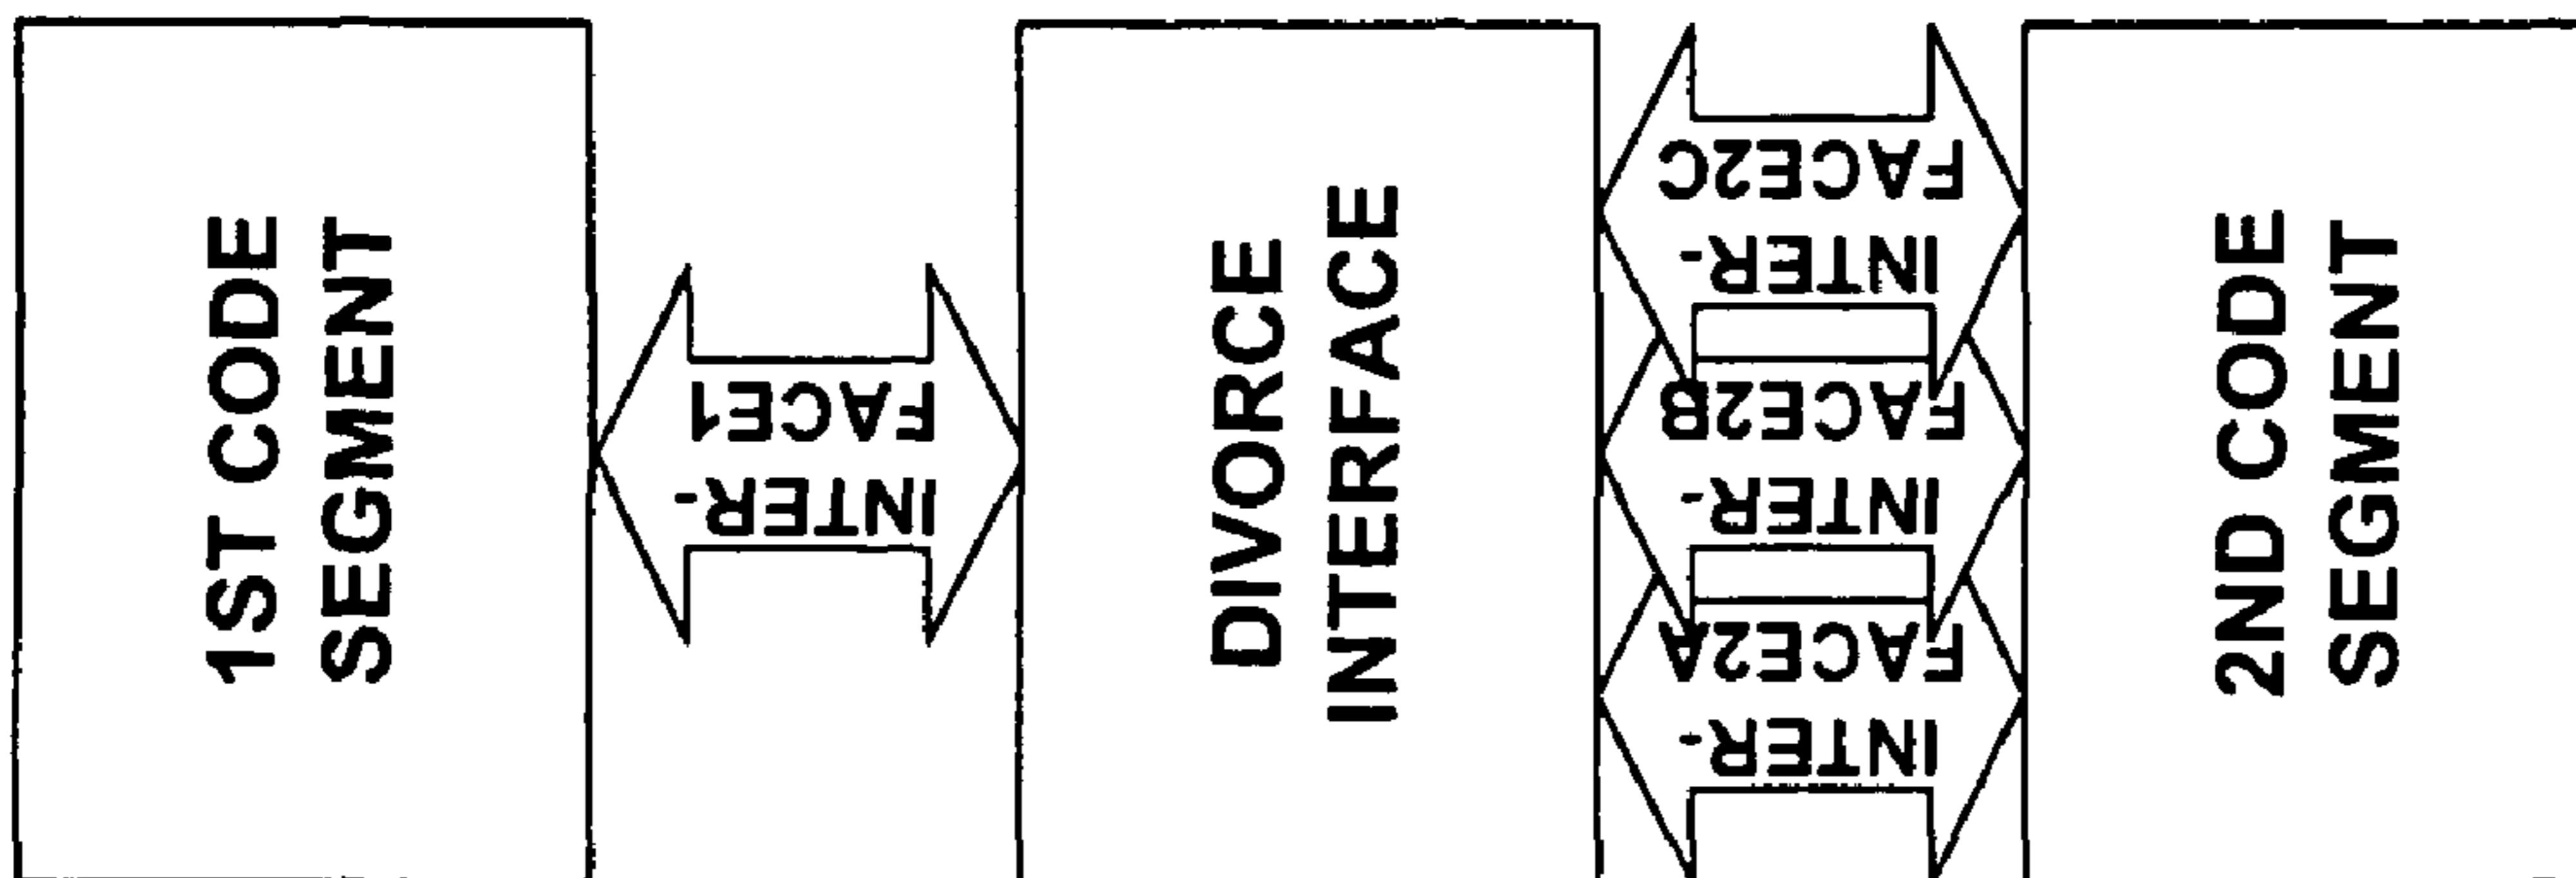 1ST CODE
SEGMENT
INTER-
FACE1
DIVORCE
INTERFACE
INTER-
FACE2A
INTER-
FACE2B
INTER-
FACE2C
2ND CODE
SEGMENT